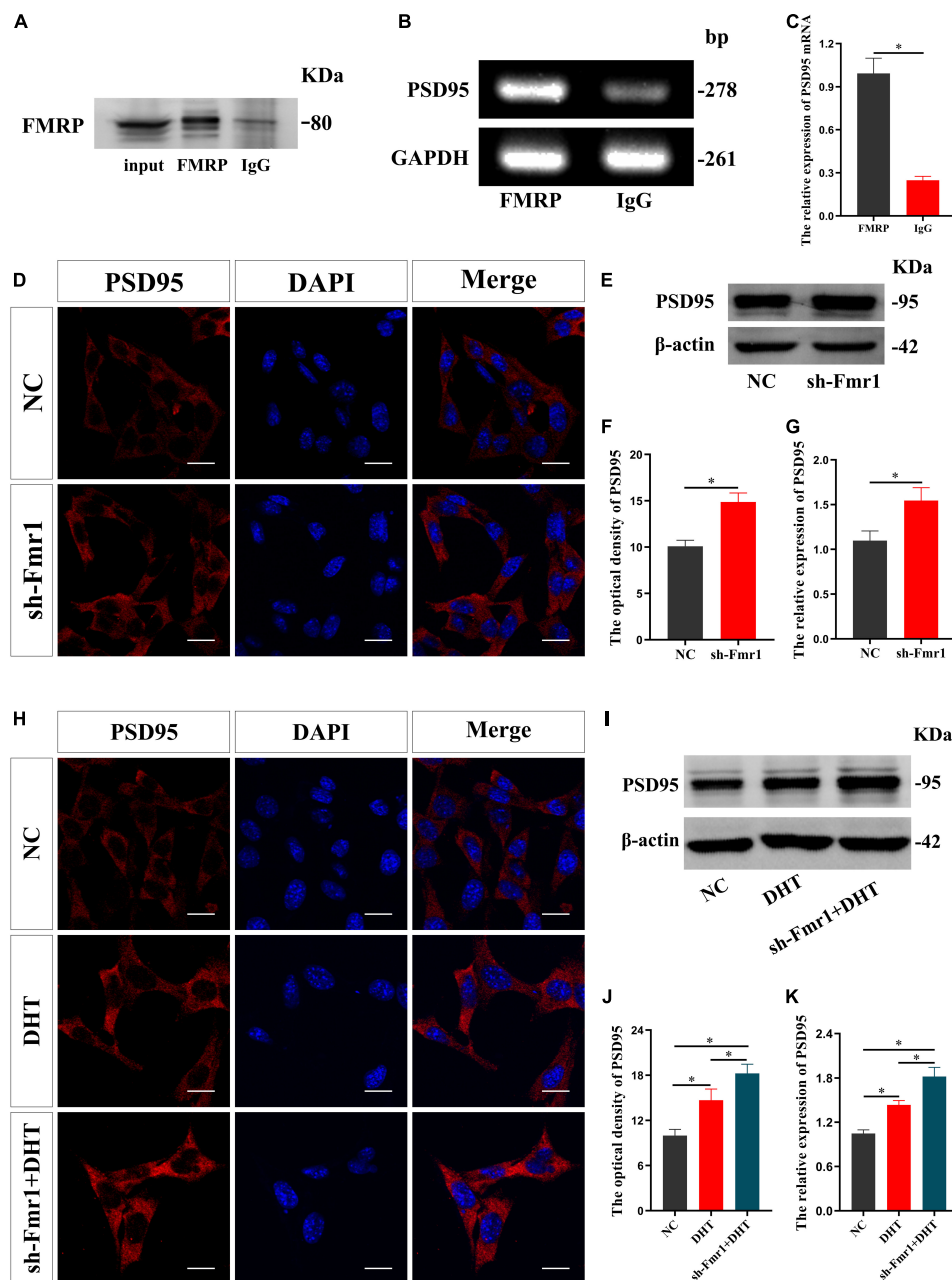 A
KDa
FMRP
-80
input FMRP IgG
B
bp
PSD95
-278
GAPDH
-261
FMRP IgG
C
The relative expression of PSD95 mRNA
1.2
0.9
0.6
0.3
0.0
*
FMRP IgG
D
PSD95 DAPI Merge
NC
sh-Fmr1
E
KDa
PSD95
-95
β-actin
-42
NC sh-Fmr1
F
The optical density of PSD95
20
15
10
5
0
*
NC sh-Fmr1
G
The relative expression of PSD95
2.0
1.5
1.0
0.5
0.0
*
NC sh-Fmr1
H
PSD95 DAPI Merge
NC
DHT
sh-Fmr1+DHT
I
KDa
PSD95
-95
β-actin
-42
NC DHT sh-Fmr1+DHT
J
The optical density of PSD95
24
18
12
6
0
*
*
*
NC DHT sh-Fmr1+DHT
K
The relative expression of PSD95
2.4
1.8
1.2
0.6
0.0
*
*
*
NC DHT sh-Fmr1+DHT